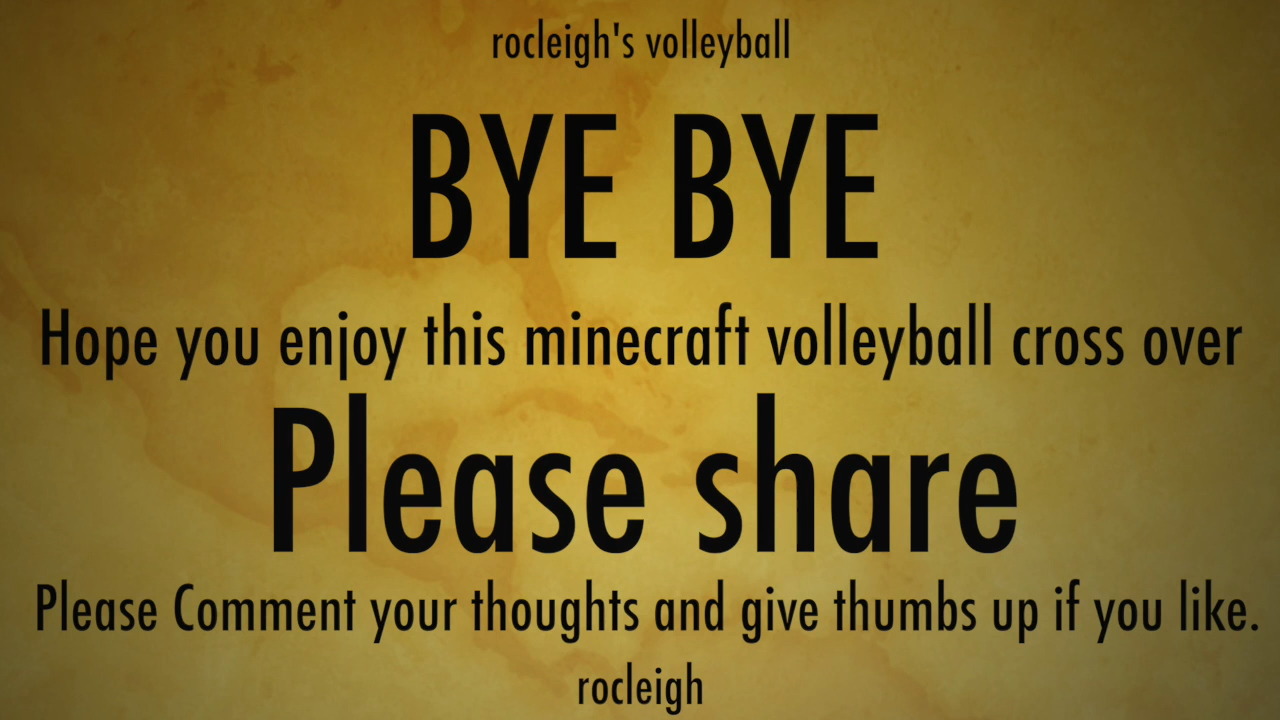 rocleigh's volleyball
BYE BYE
Hope you enjoy this minecraft volleyball cross over
Please share
Please Comment your thoughts and give thumbs up if you like.
rocleigh